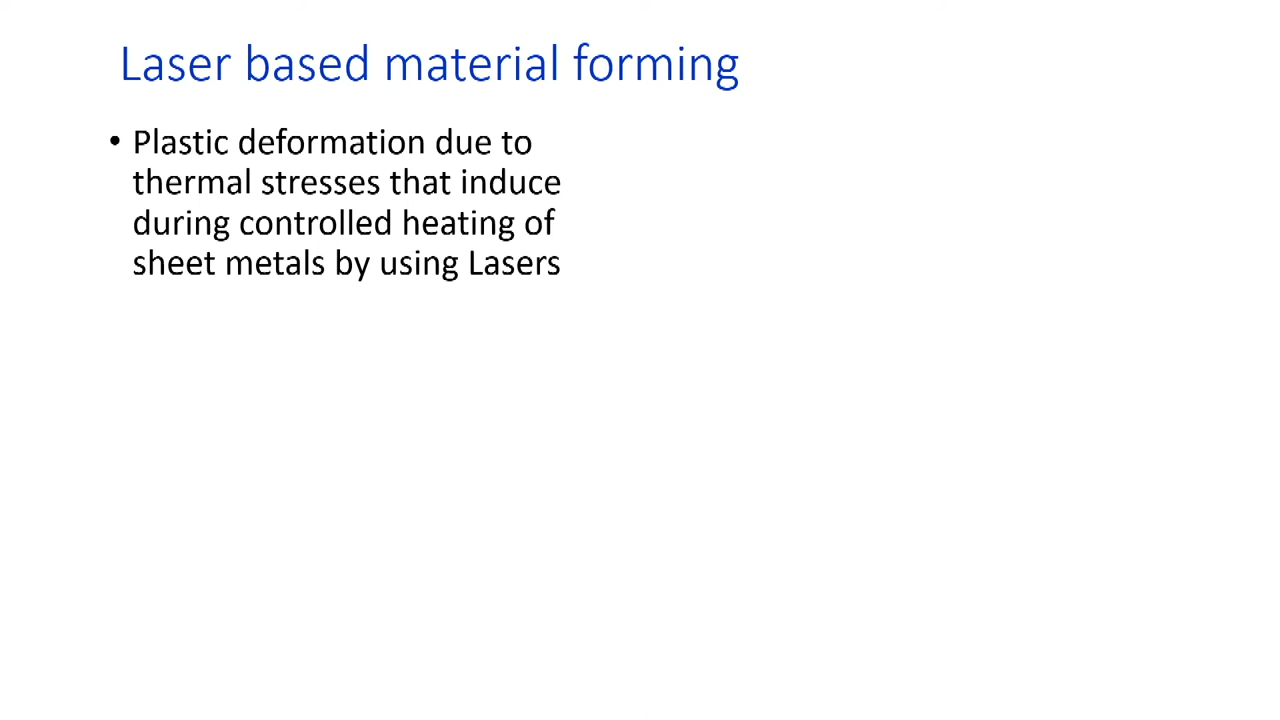 Laser based material forming
• Plastic deformation due to
thermal stresses that induce
during controlled heating of
sheet metals by using Lasers